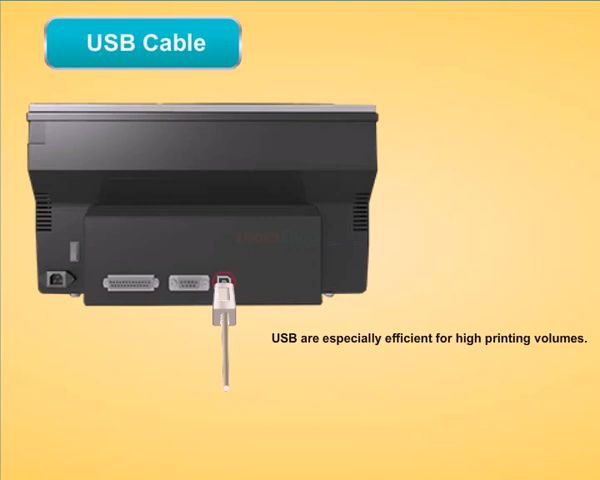 USB Cable
USB are especially efficient for high printing volumes.